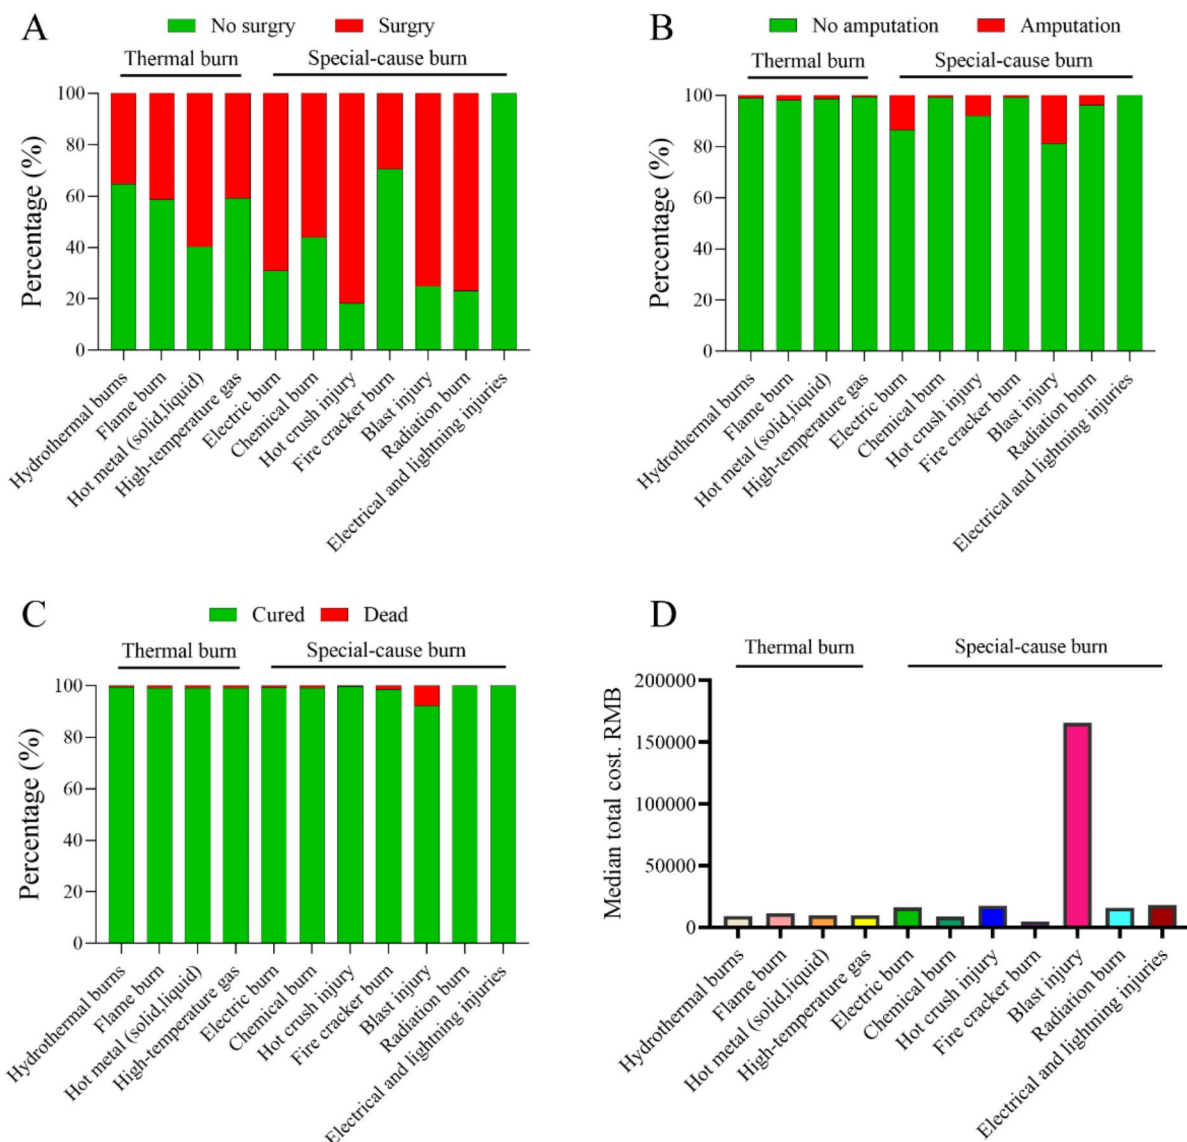 A
No surgry Surgry
Thermal burn Special-cause burn
Percentage (%)
100
80
60
40
20
0
Hydrothermal burns
Flame burn
Hot metal (solid,liquid)
High-temperature gas
Electric burn
Chemical burn
Hot crush injury
Fire cracker burn
Blast injury
Radiation burn
Electrical and lightning injuries
B
No amputation Amputation
Thermal burn Special-cause burn
Percentage (%)
100
80
60
40
20
0
Hydrothermal burns
Flame burn
Hot metal (solid,liquid)
High-temperature gas
Electric burn
Chemical burn
Hot crush injury
Fire cracker burn
Blast injury
Radiation burn
Electrical and lightning injuries
C
Cured Dead
Thermal burn Special-cause burn
Percentage (%)
100
80
60
40
20
0
Hydrothermal burns
Flame burn
Hot metal (solid,liquid)
High-temperature gas
Electric burn
Chemical burn
Hot crush injury
Fire cracker burn
Blast injury
Radiation burn
Electrical and lightning injuries
D
Thermal burn Special-cause burn
Median total cost. RMB
200000
150000
100000
50000
0
Hydrothermal burns
Flame burn
Hot metal (solid,liquid)
High-temperature gas
Electric burn
Chemical burn
Hot crush injury
Fire cracker burn
Blast injury
Radiation burn
Electrical and lightning injuries